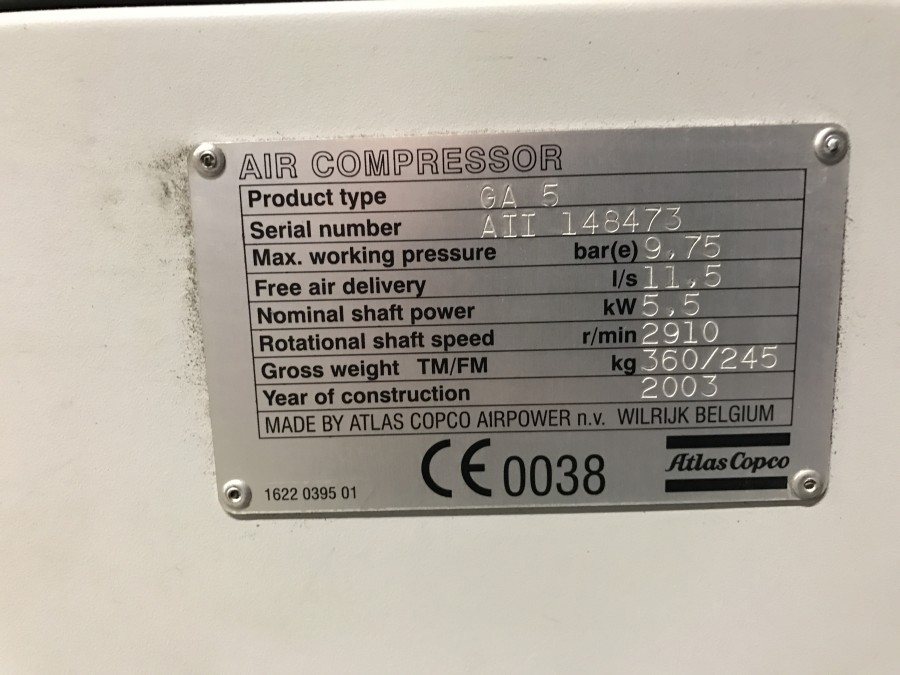 AIR COMPRESSOR
Product type GA 5
Serial number AII 148473
Max. working pressure bar(e) 9,75
Free air delivery l/s 11,5
Nominal shaft power kW 5,5
Rotational shaft speed r/min 2910
Gross weight TM/FM kg 360/245
Year of construction 2003
MADE BY ATLAS COPCO AIRPOWER n.v. WILRIJK BELGIUM
CE 0038
Atlas Copco
1622 0395 01